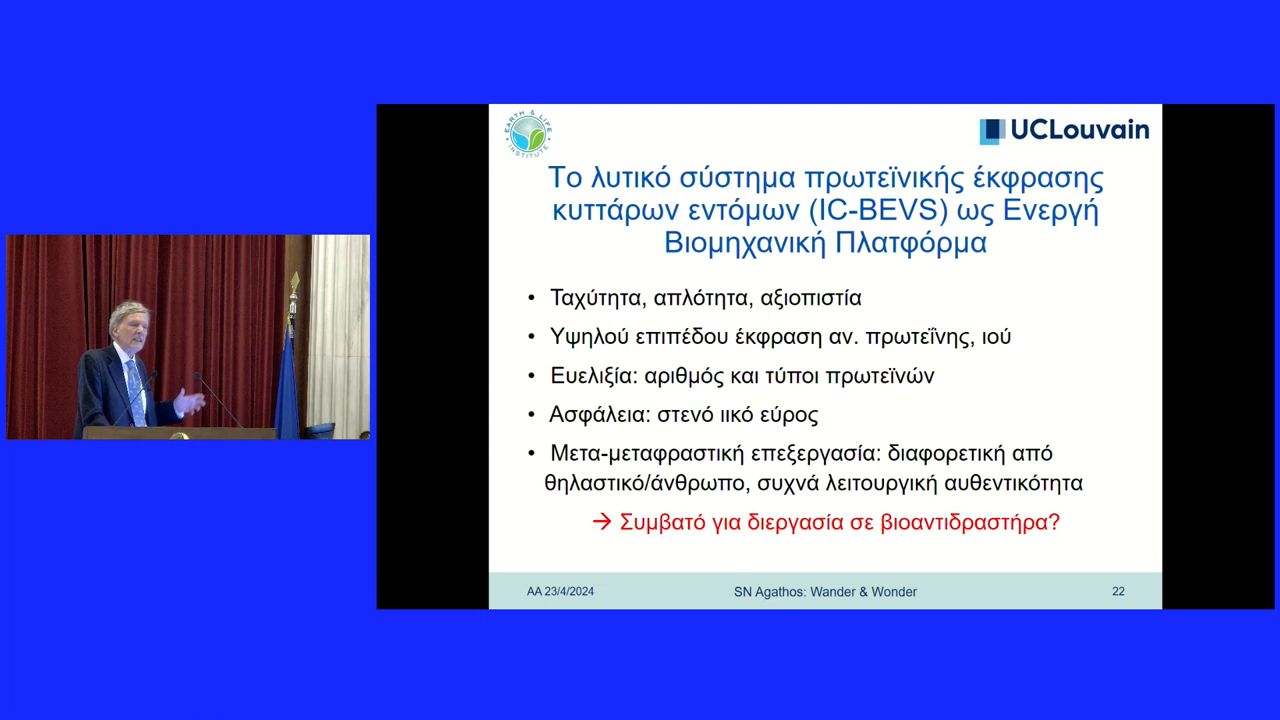 EARTH & LIFE
INSTITUTE
UCLouvain
Το λυτικό σύστημα πρωτεϊνικής έκφρασης
κυττάρων εντόμων (IC-BEVS) ως Ενεργή
Βιομηχανική Πλατφόρμα
• Ταχύτητα, απλότητα, αξιοπιστία
• Υψηλού επιπέδου έκφραση αν. πρωτεΐνης, ιού
• Ευελιξία: αριθμός και τύποι πρωτεϊνών
• Ασφάλεια: στενό ιικό εύρος
• Μετα-μεταφραστική επεξεργασία: διαφορετική από
θηλαστικό/άνθρωπο, συχνά λειτουργική αυθεντικότητα
→ Συμβατό για διεργασία σε βιοαντιδραστήρα?
AA 23/4/2024
SN Agathos: Wander & Wonder
22